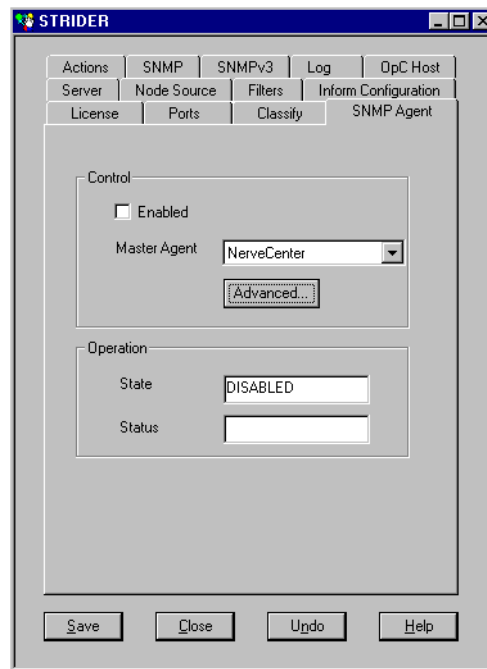 STRIDER
Actions SNMP SNMPv3 Log OpC Host
Server Node Source Filters Inform Configuration
License Ports Classify SNMP Agent
Control
Enabled
Master Agent NerveCenter
Advanced...
Operation
State DISABLED
Status
Save Close Undo Help